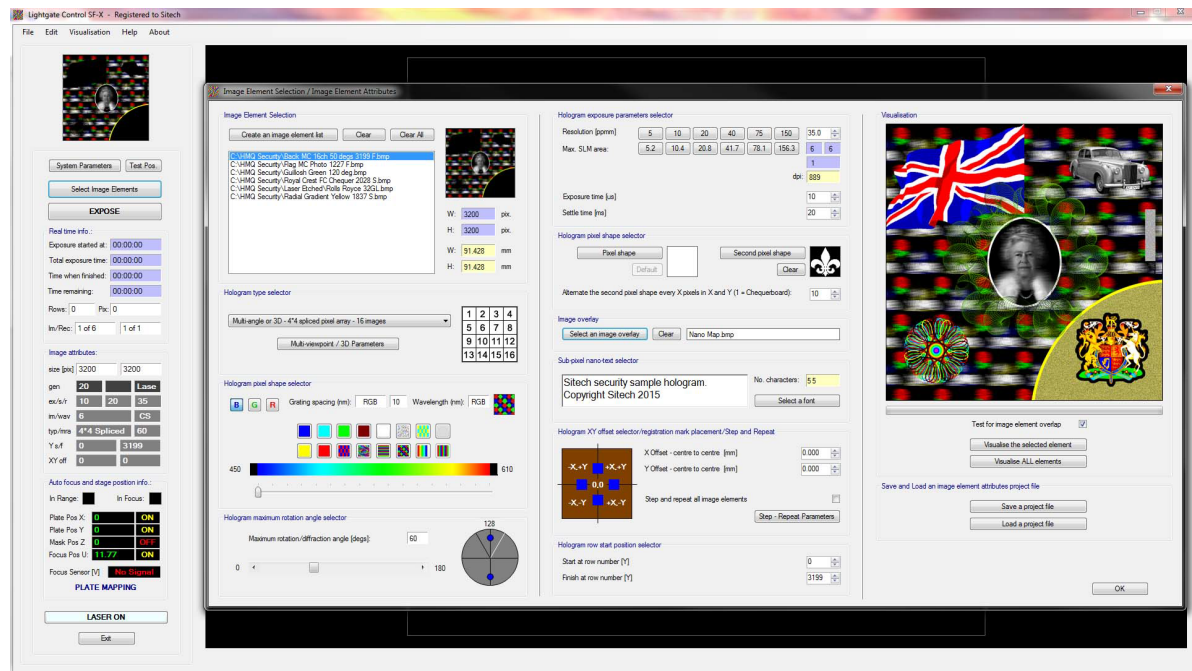 Lightgate Control SF-X - Registered to Sitech
File Edit Visualisation Help About
System Parameters Test Pos.
Select Image Elements
EXPOSE
Real time info.:
Exposure started at: 00:00:00
Total exposure time: 00:00:00
Time when finished: 00:00:00
Time remaining: 00:00:00
Rows: 0 Pix: 0
Im/Rec: 1 of 6 1 of 1
Image attributes:
size [pix] 3200 3200
gen 20 Lase
ex/s/r 10 20 35
im/wav 6 CS
typ/mra 4*4 Spliced 60
Y s/f 0 3199
XY off 0 0
Auto focus and stage position info.:
In Range: In Focus:
Plate Pos X: 0 ON
Plate Pos Y 0 ON
Mask Pos Z 0 OFF
Focus Pos U: 11.77 ON
Focus Sensor [V] No Signal
PLATE MAPPING
LASER ON
Exit
Image Element Selection / Image Element Attributes
Image Element Selection
Create an image element list Clear Clear All
C:\HMQ Security\Back MC 16ch 50 degs 3199 F.bmp
C:\HMQ Security\Flag MC Photo 1227 F.bmp
C:\HMQ Security\Guillosh Green 120 deg.bmp
C:\HMQ Security\Royal Crest FC Chequer 2028 S.bmp
C:\HMQ Security\Laser Etched\Rolls Royce 32GL.bmp
C:\HMQ Security\Radial Gradient Yellow 1837 S.bmp
W: 3200 pix.
H: 3200 pix.
W: 91.428 mm
H: 91.428 mm
Hologram type selector
Multi-angle or 3D - 4*4 spliced pixel array - 16 images
Multi-viewpoint / 3D Parameters
1 2 3 4
5 6 7 8
9 10 11 12
13 14 15 16
Hologram pixel shape selector
B G R Grating spacing (nm): RGB 10 Wavelength (nm): RGB
450 610
Hologram maximum rotation angle selector
Maximum rotation/diffraction angle [degs]: 60
0 180
128
Hologram exposure parameters selector
Resolution [ppmm] 5 10 20 40 75 150 35.0
Max. SLM area: 5.2 10.4 20.8 41.7 78.1 156.3 6 6
1
dpi: 889
Exposure time [us] 10
Settle time [ms] 20
Hologram pixel shape selector
Pixel shape Second pixel shape
Default Clear
Alternate the second pixel shape every X pixels in X and Y (1 = Chequerboard): 10
Image overlay
Select an image overlay Clear Nano Map.bmp
Sub-pixel nano-text selector
Sitech security sample hologram.
Copyright Sitech 2015
No. characters: 55
Select a font
Hologram XY offset selector/registration mark placement/Step and Repeat
-X,+Y +X,+Y
0,0
-X,-Y +X,-Y
X Offset - centre to centre [mm] 0.000
Y Offset - centre to centre [mm] 0.000
Step and repeat all image elements
Step - Repeat Parameters
Hologram row start position selector
Start at row number [Y] 0
Finish at row number [Y] 3199
Visualisation
Test for image element overlap
Visualise the selected element
Visualise ALL elements
Save and Load an image element attributes project file
Save a project file
Load a project file
OK